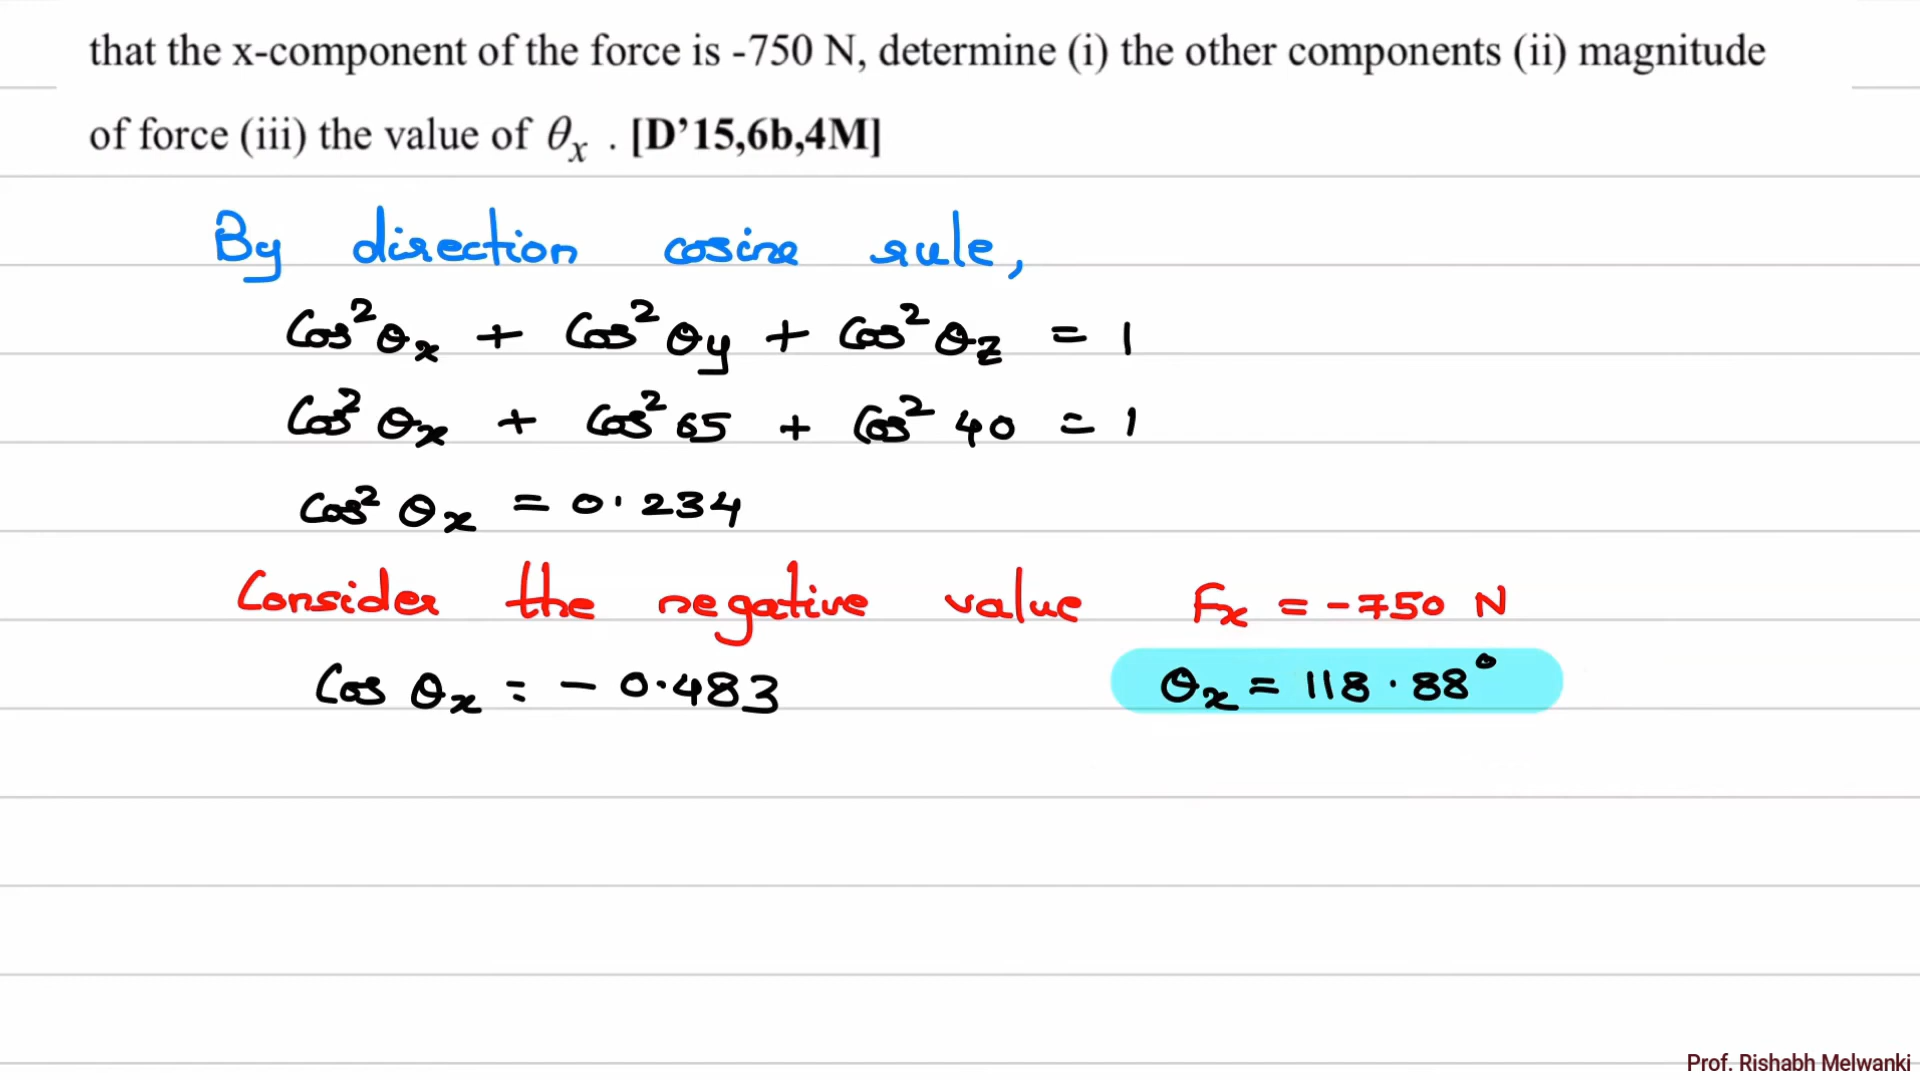 that the x-component of the force is -750 N, determine (i) the other components (ii) magnitude
of force (iii) the value of θₓ . [D’15,6b,4M]
By direction cosine rule,
Cos²θₓ + Cos²θy + Cos²θz = 1
Cos²θₓ + Cos²65 + Cos²40 = 1
Cos²θₓ = 0.234
Consider the negative value Fₓ = -750 N
Cos θₓ = - 0.483 θₓ = 118.88°
Prof. Rishabh Melwanki